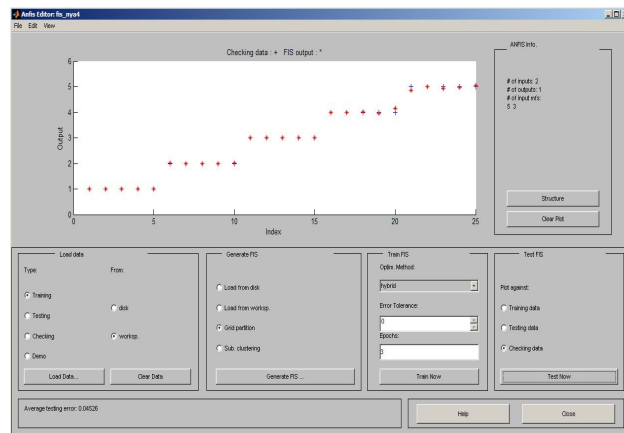 Anfis Editor: fis_nya4
File Edit View
Checking data : + FIS output : *
6
5
4
3
2
1
0
Output
0 5 10 15 20 25
Index
ANFIS Info.
# of inputs: 2
# of outputs: 1
# of input mfs:
5 3
Structure
Clear Plot
Load data
Type: From:
Training
Testing
Checking
Demo
disk
worksp.
Load Data... Clear Data
Generate FIS
Load from disk
Load from worksp.
Grid partition
Sub. clustering
Generate FIS ...
Train FIS
Optim. Method:
hybrid
Error Tolerance:
0
Epochs:
3
Train Now
Test FIS
Plot against:
Training data
Testing data
Checking data
Test Now
Average testing error: 0.04526
Help Close